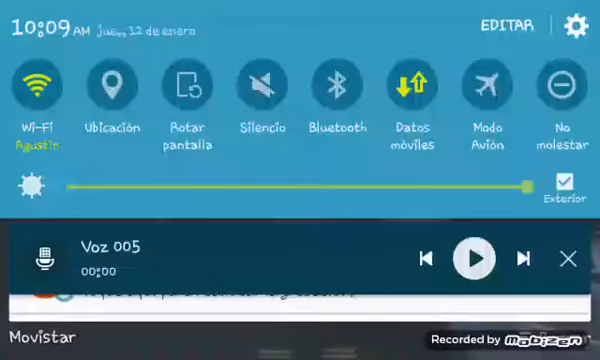 10:09 AM jue., 12 de enero
EDITAR
Wi-Fi
Agustin
Ubicación
Rotar
pantalla
Silencio
Bluetooth
Datos
móviles
Modo
Avión
No
molestar
Exterior
Voz 005
00:00
Movistar
Recorded by mobizen